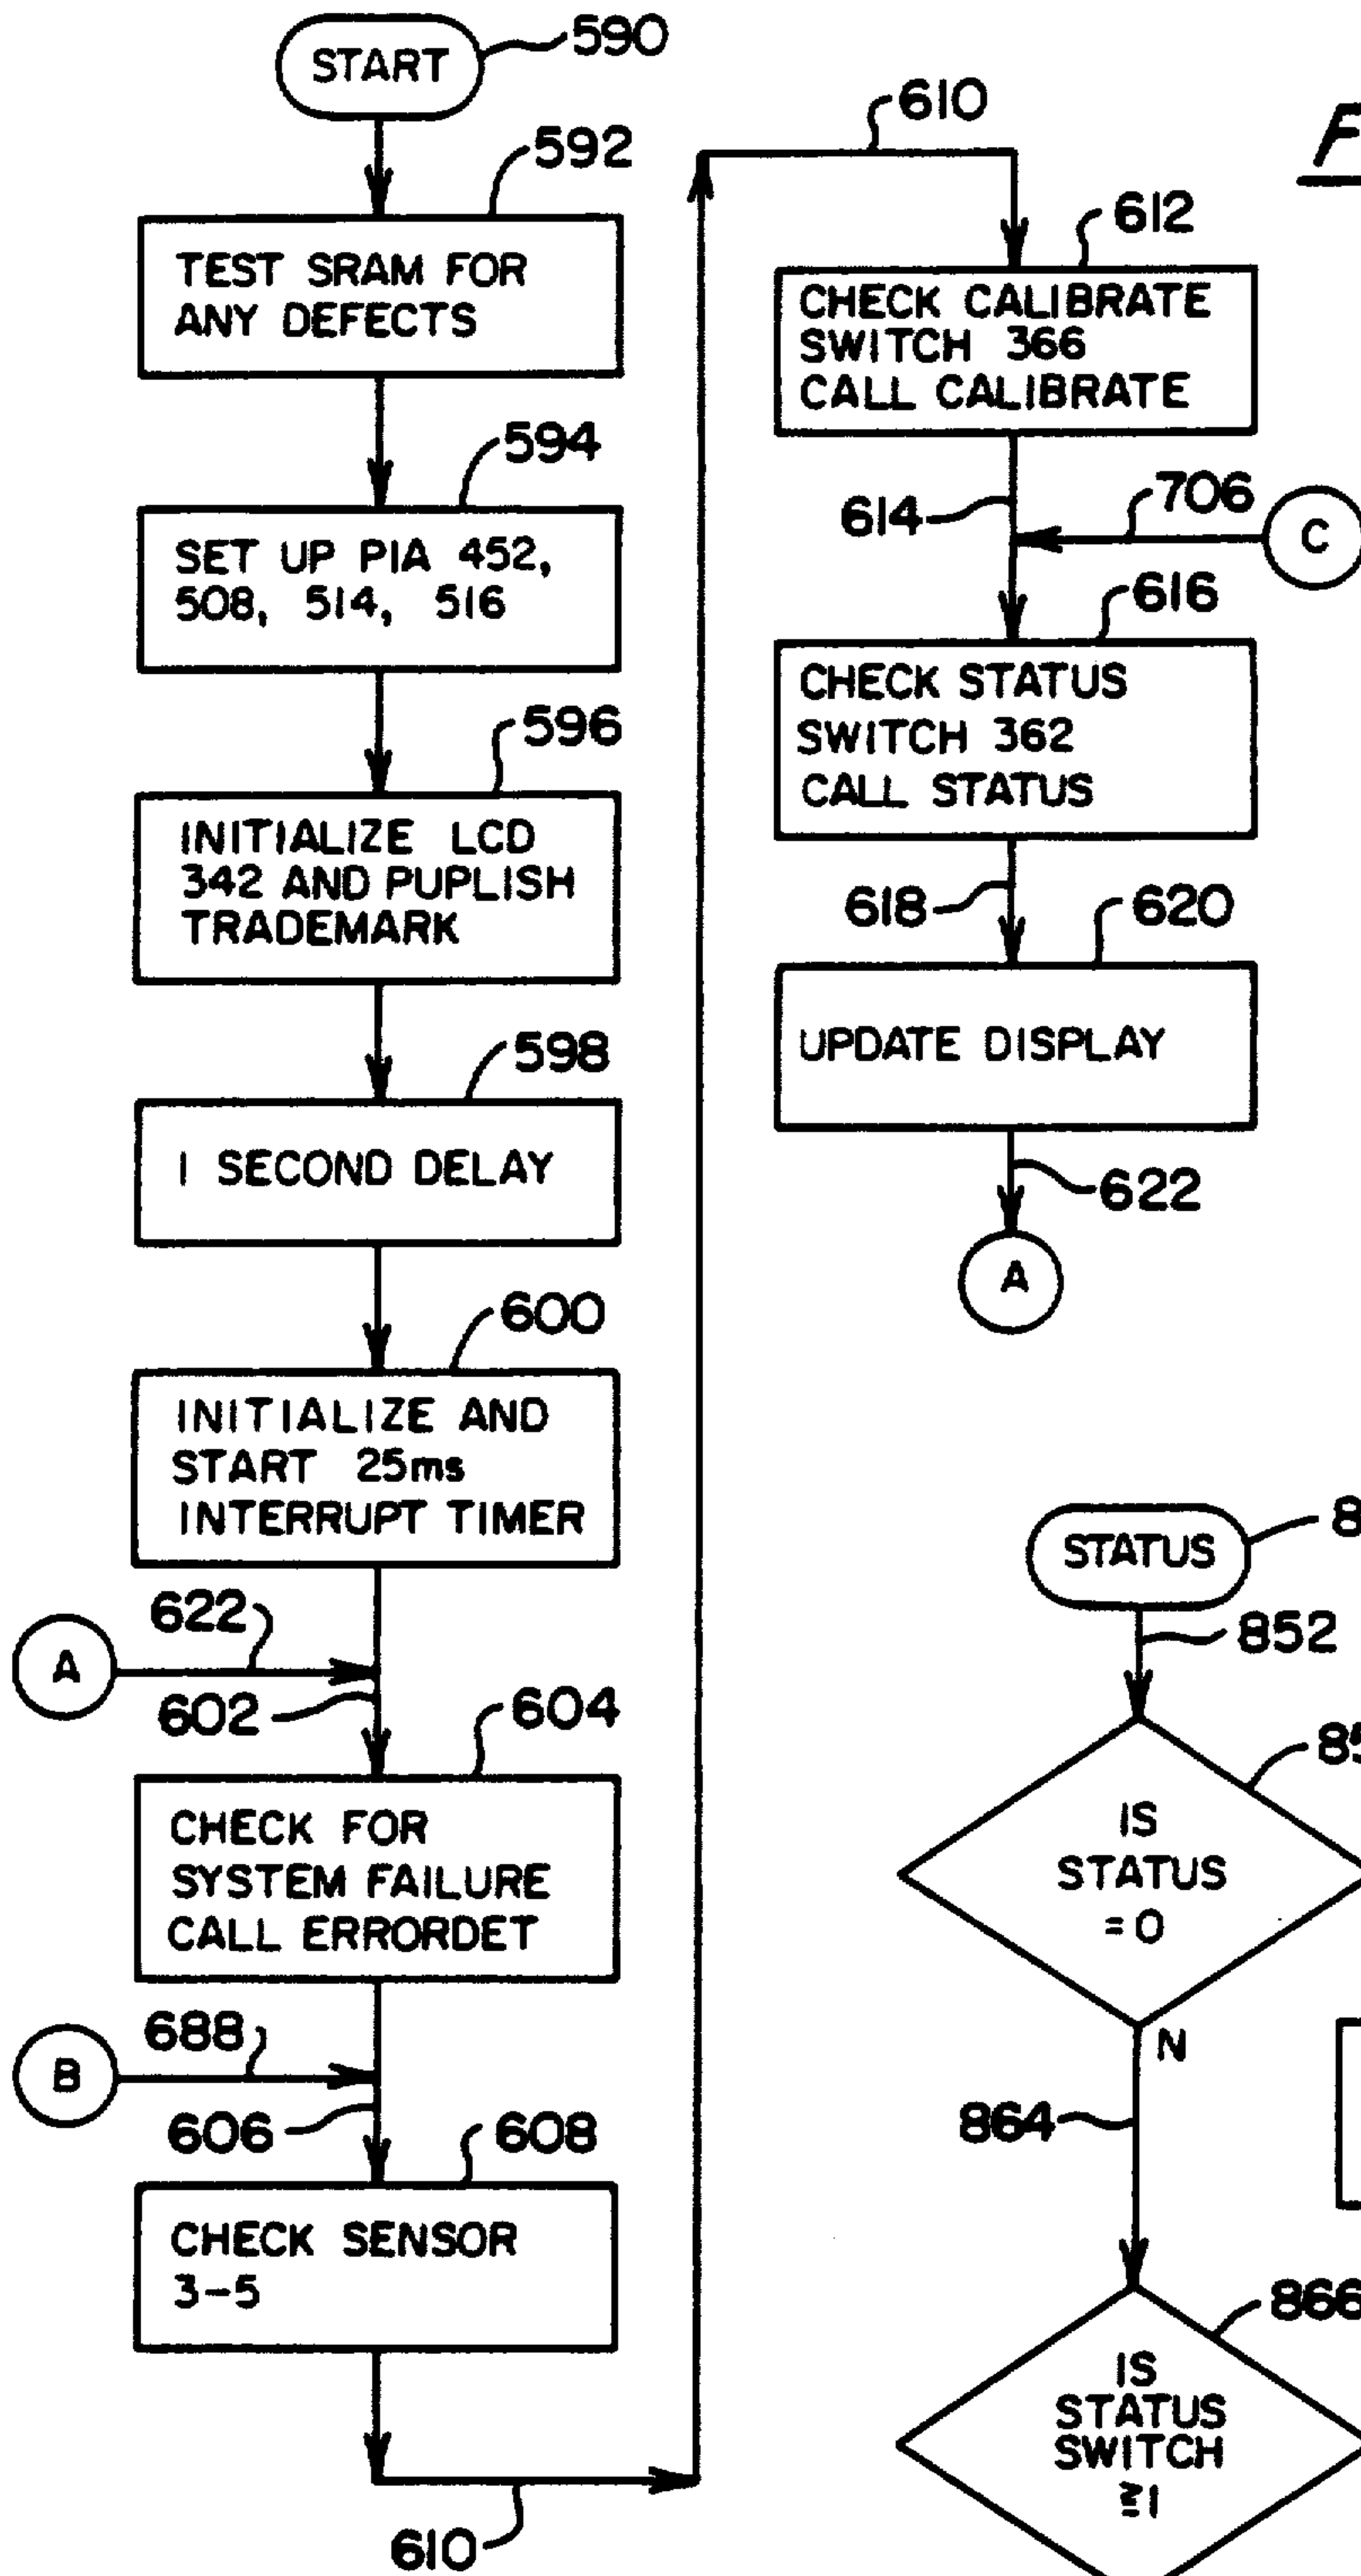 START
590
592
TEST SRAM FOR
ANY DEFECTS
594
SET UP PIA 452,
508, 514, 516
596
INITIALIZE LCD
342 AND PUPLISH
TRADEMARK
598
1 SECOND DELAY
600
INITIALIZE AND
START 25ms
INTERRUPT TIMER
A
622
602
604
CHECK FOR
SYSTEM FAILURE
CALL ERRORDET
B
688
606
608
CHECK SENSOR
3-5
610
610
F
612
CHECK CALIBRATE
SWITCH 366
CALL CALIBRATE
614
706
C
616
CHECK STATUS
SWITCH 362
CALL STATUS
618
620
UPDATE DISPLAY
622
A
STATUS
8
852
85
IS
STATUS
=0
N
864
866
IS
STATUS
SWITCH
≧1